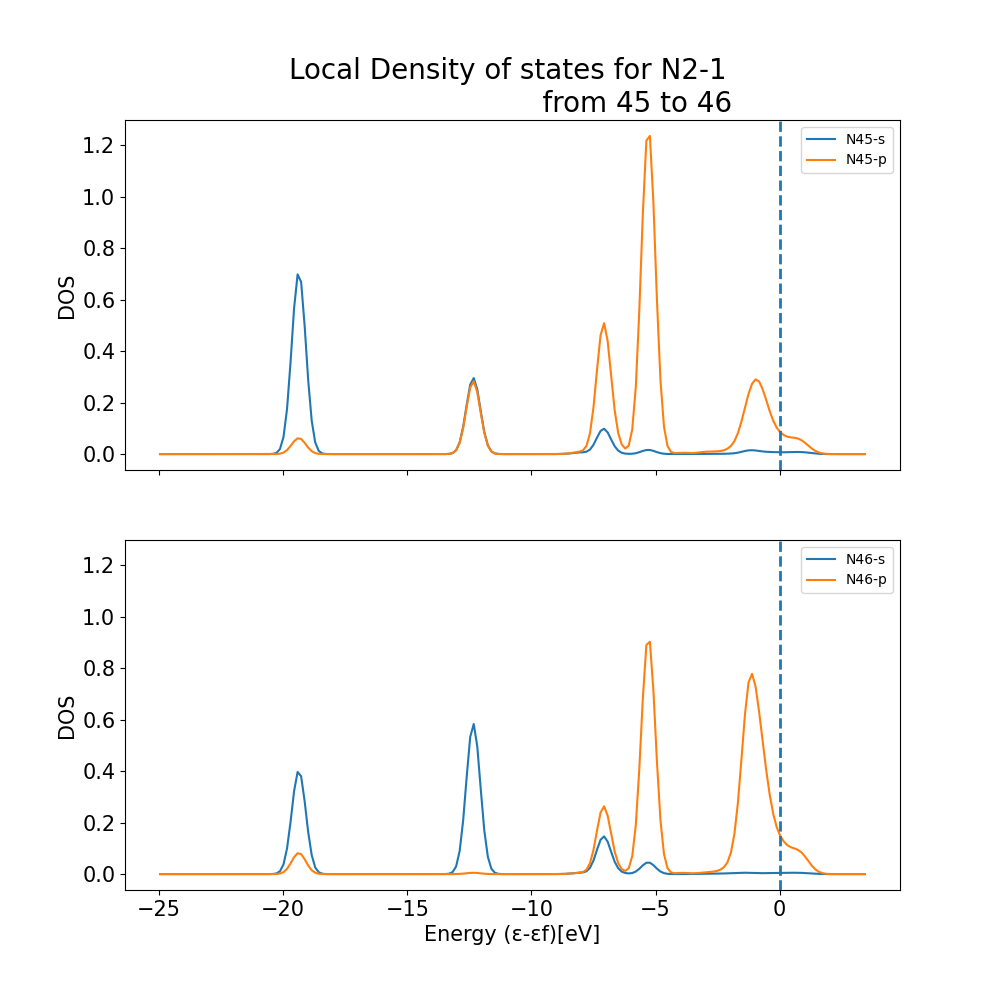 Local Density of states for N2-1
from 45 to 46
1.2
1.0
0.8
0.6
0.4
0.2
0.0
DOS
N45-s
N45-p
1.2
1.0
0.8
0.6
0.4
0.2
0.0
DOS
N46-s
N46-p
−25 −20 −15 −10 −5 0
Energy (ε-εf)[eV]